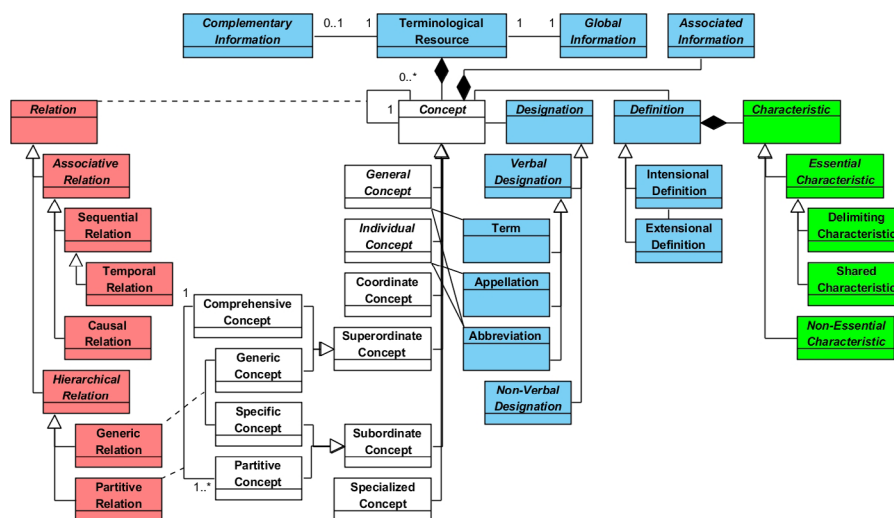 Complementary
Information
0..1
1
Terminological
Resource
1
1
Global
Information
Associated
Information
0..*
Relation
1
Concept
Designation
Definition
Characteristic
Associative
Relation
General
Concept
Verbal
Designation
Intensional
Definition
Essential
Characteristic
Sequential
Relation
Individual
Concept
Term
Extensional
Definition
Delimiting
Characteristic
Temporal
Relation
1
Comprehensive
Concept
Coordinate
Concept
Appellation
Shared
Characteristic
Causal
Relation
Generic
Concept
Superordinate
Concept
Abbreviation
Non-Essential
Characteristic
Hierarchical
Relation
Specific
Concept
Non-Verbal
Designation
Generic
Relation
Partitive
Concept
Subordinate
Concept
1..*
Partitive
Relation
Specialized
Concept